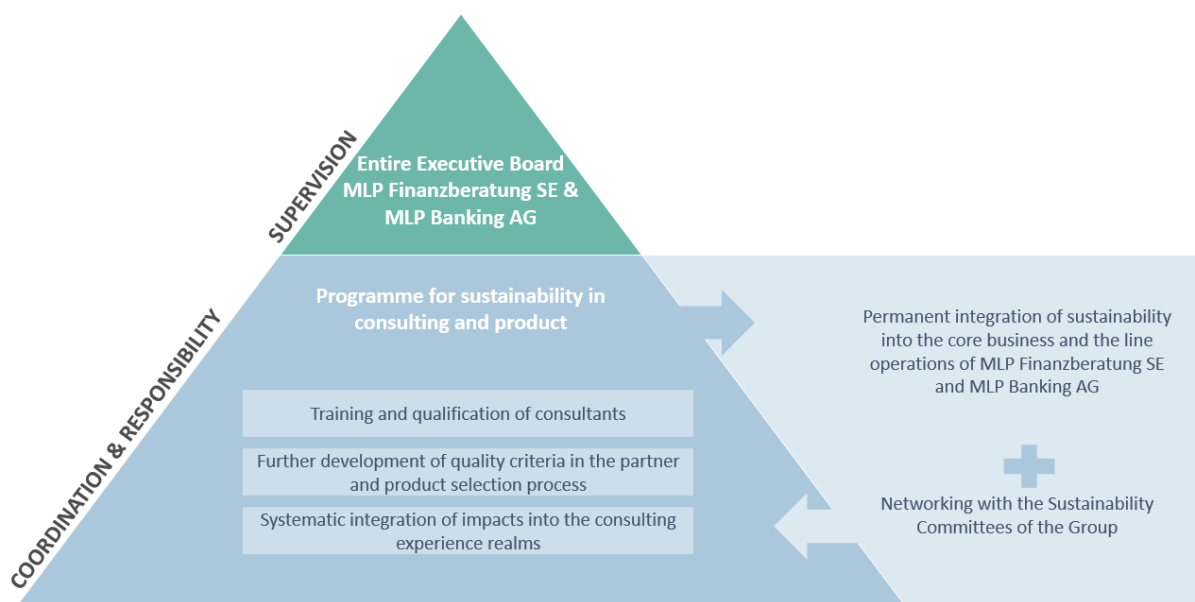 SUPERVISION
Entire Executive Board
MLP Finanzberatung SE &
MLP Banking AG
COORDINATION & RESPONSIBILITY
Programme for sustainability in
consulting and product
Training and qualification of consultants
Further development of quality criteria in the partner
and product selection process
Systematic integration of impacts into the consulting
experience realms
Permanent integration of sustainability
into the core business and the line
operations of MLP Finanzberatung SE
and MLP Banking AG
Networking with the Sustainability
Committees of the Group